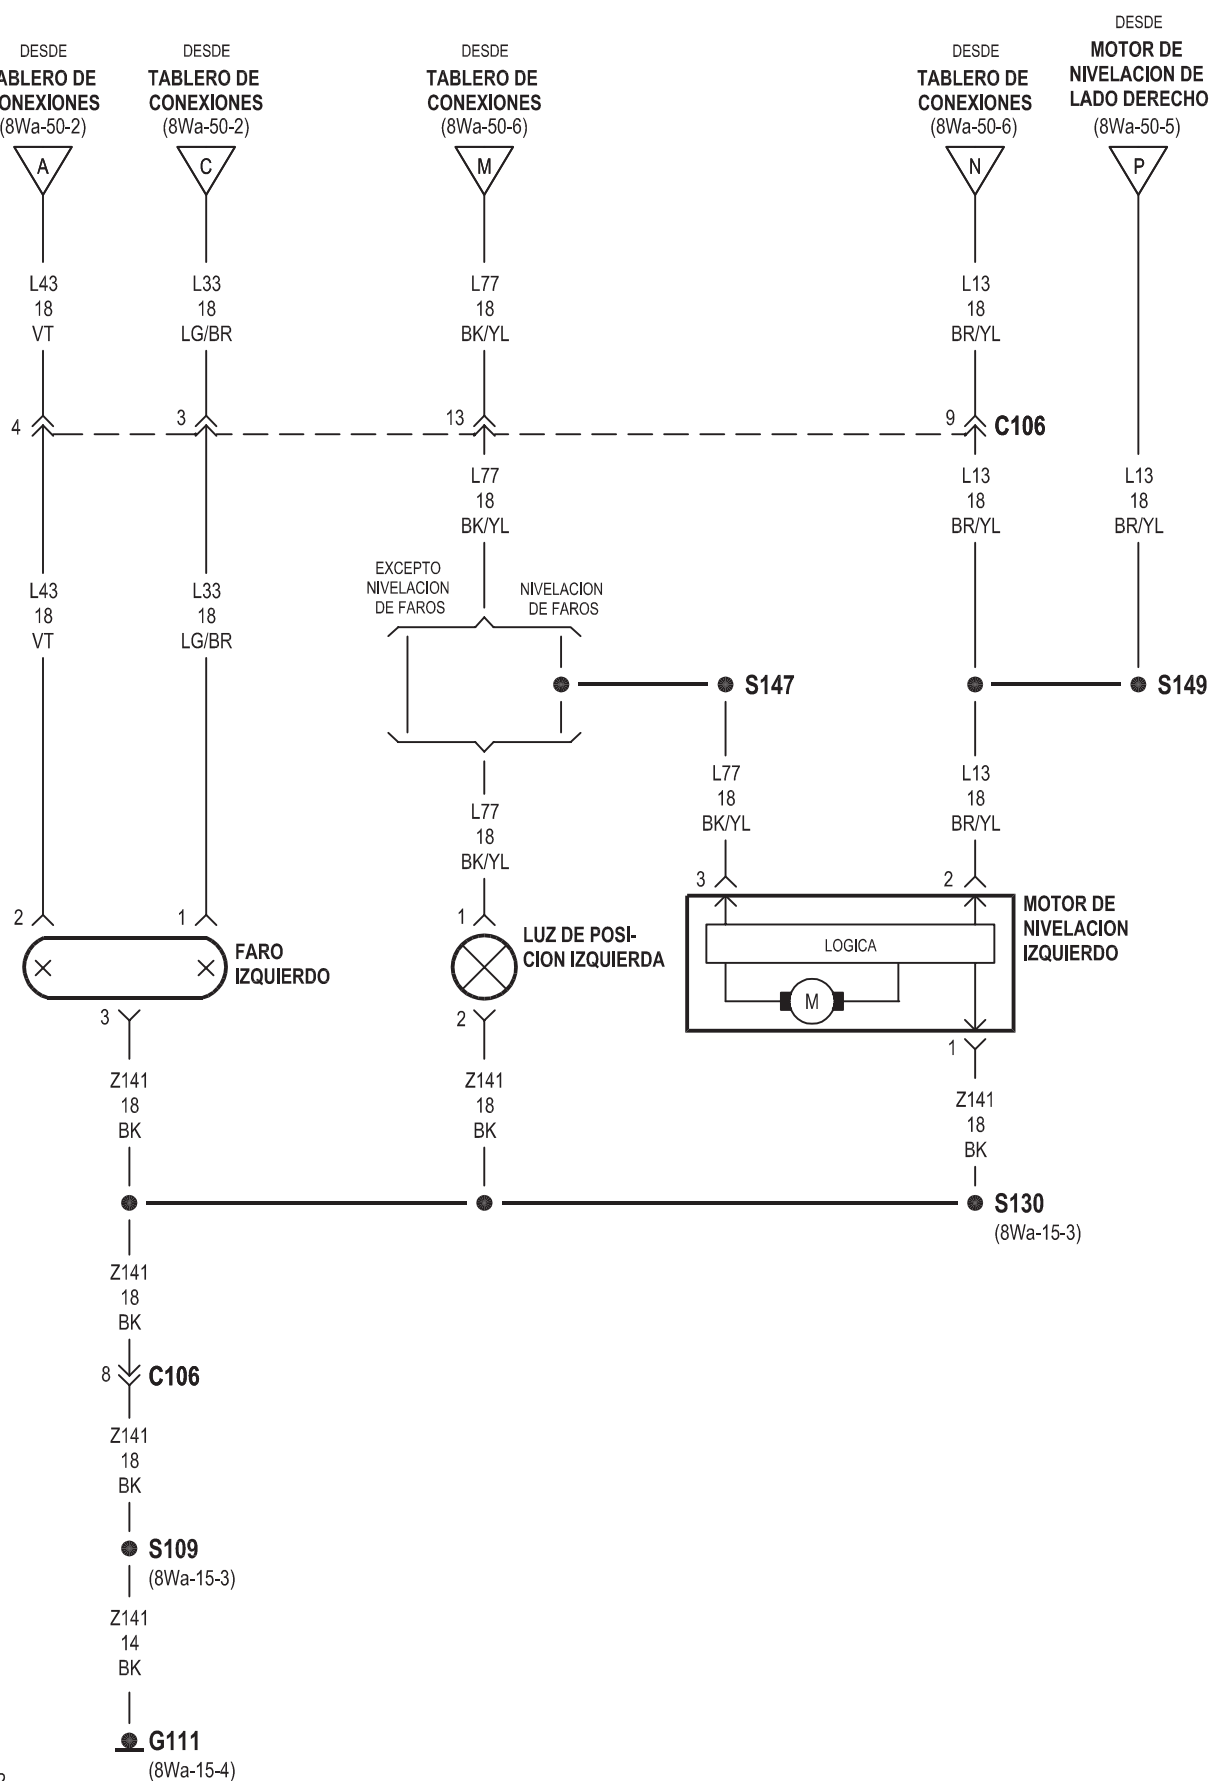 DESDE
TABLERO DE
CONEXIONES
(8Wa-50-2)
A
DESDE
TABLERO DE
CONEXIONES
(8Wa-50-2)
C
DESDE
TABLERO DE
CONEXIONES
(8Wa-50-6)
M
DESDE
TABLERO DE
CONEXIONES
(8Wa-50-6)
N
DESDE
MOTOR DE
NIVELACION DE
LADO DERECHO
(8Wa-50-5)
P
L43
18
VT
L33
18
LG/BR
L77
18
BK/YL
L13
18
BR/YL
4
3
13
9
C106
L77
18
BK/YL
L13
18
BR/YL
L13
18
BR/YL
L43
18
VT
L33
18
LG/BR
EXCEPTO
NIVELACION
DE FAROS
NIVELACION
DE FAROS
S147
S149
L77
18
BK/YL
L77
18
BK/YL
L13
18
BR/YL
2
1
FARO
IZQUIERDO
3
1
LUZ DE POSI-
CION IZQUIERDA
2
3
2
LOGICA
M
MOTOR DE
NIVELACION
IZQUIERDO
1
Z141
18
BK
Z141
18
BK
Z141
18
BK
S130
(8Wa-15-3)
Z141
18
BK
8
C106
Z141
18
BK
S109
(8Wa-15-3)
Z141
14
BK
G111
(8Wa-15-4)